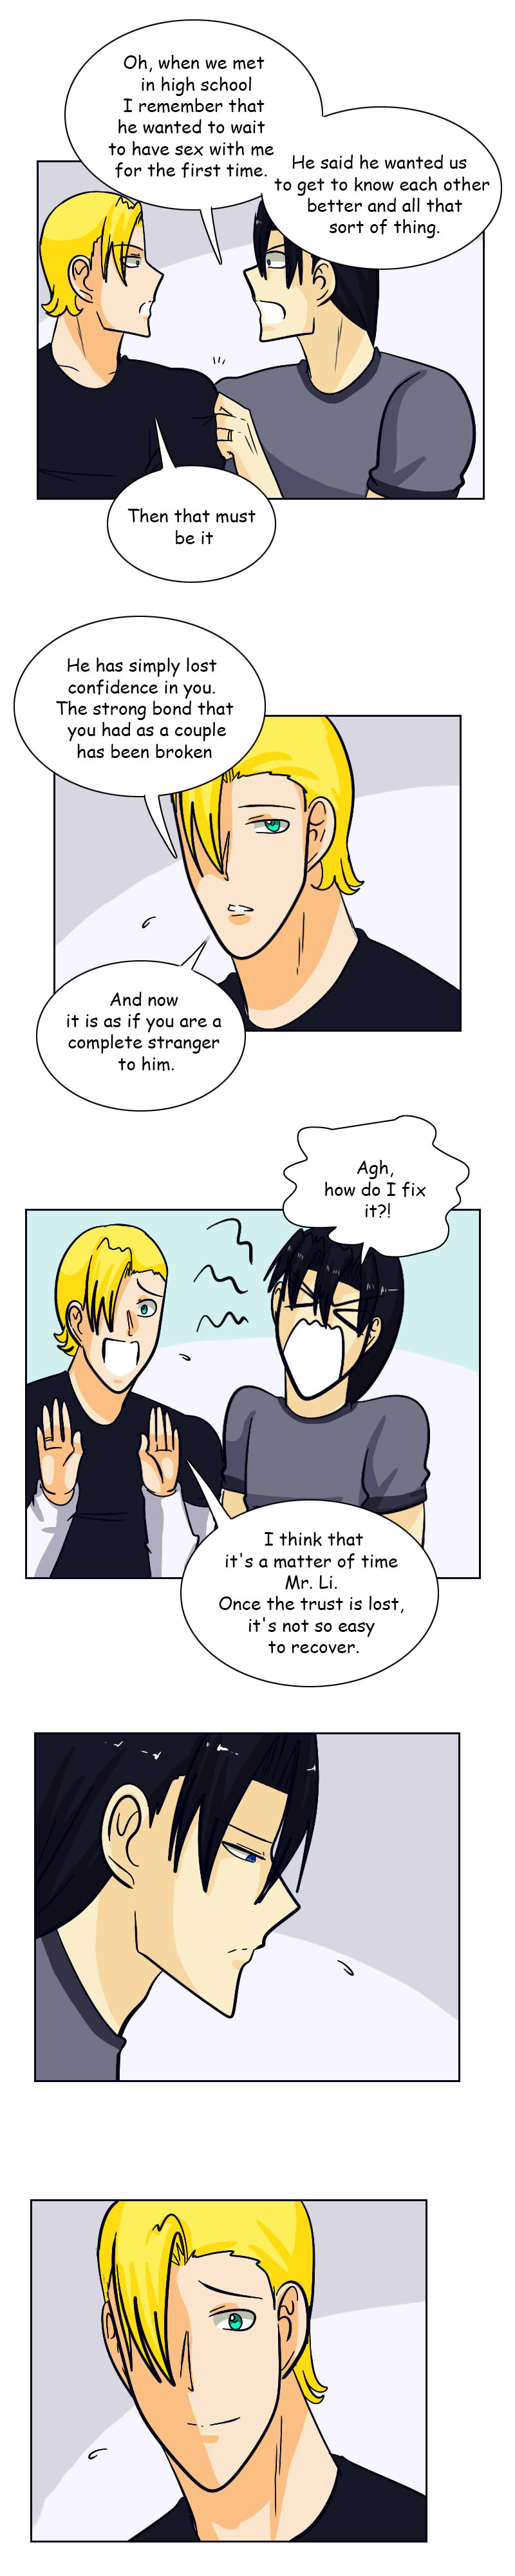 Oh, when we met
in high school
I remember that
he wanted to wait
to have sex with me
for the first time.
He said he wanted us
to get to know each other
better and all that
sort of thing.
Then that must
be it
He has simply lost
confidence in you.
The strong bond that
you had as a couple
has been broken
And now
it is as if you are a
complete stranger
to him.
Agh,
how do I fix
it?!
I think that
it's a matter of time
Mr. Li.
Once the trust is lost,
it's not so easy
to recover.